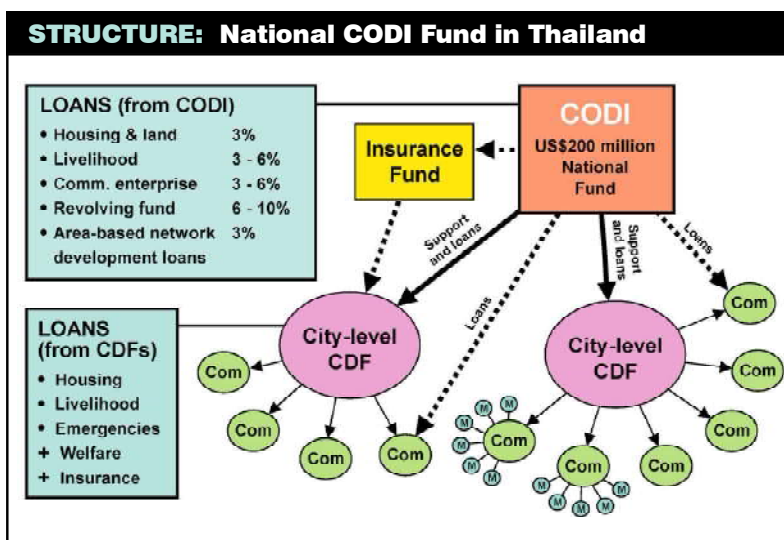 STRUCTURE: National CODI Fund in Thailand
LOANS (from CODI)
• Housing & land 3%
• Livelihood 3 - 6%
• Comm. enterprise 3 - 6%
• Revolving fund 6 - 10%
• Area-based network 3%
development loans
Insurance
Fund
CODI
US$200 million
National
Fund
Support
and loans
Loans
Support
and loans
Loans
LOANS
(from CDFs)
• Housing
• Livelihood
• Emergencies
+ Welfare
+ Insurance
City-level
CDF
Com
Com
Com
Com
City-level
CDF
Com
Com
Com
Com
Com
Com
M
M
M
M
M
M
M
M
M
M
M